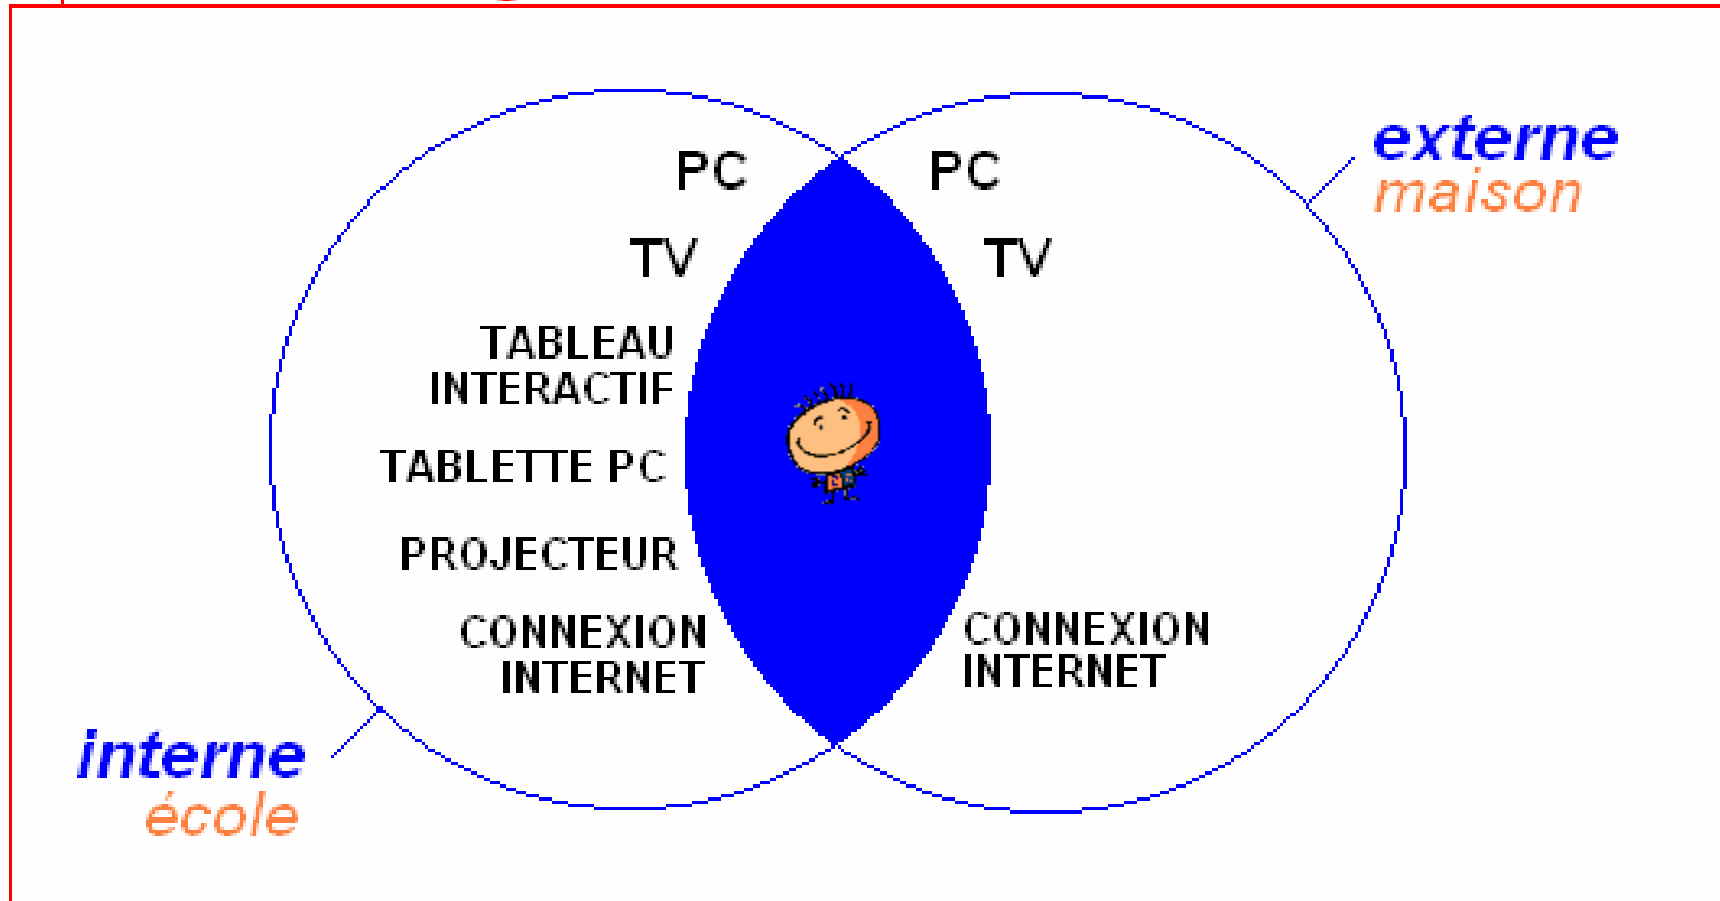 PC
TV
TABLEAU
INTERACTIF
TABLETTE PC
PROJECTEUR
CONNEXION
INTERNET
interne
école
PC
TV
CONNEXION
INTERNET
externe
maison